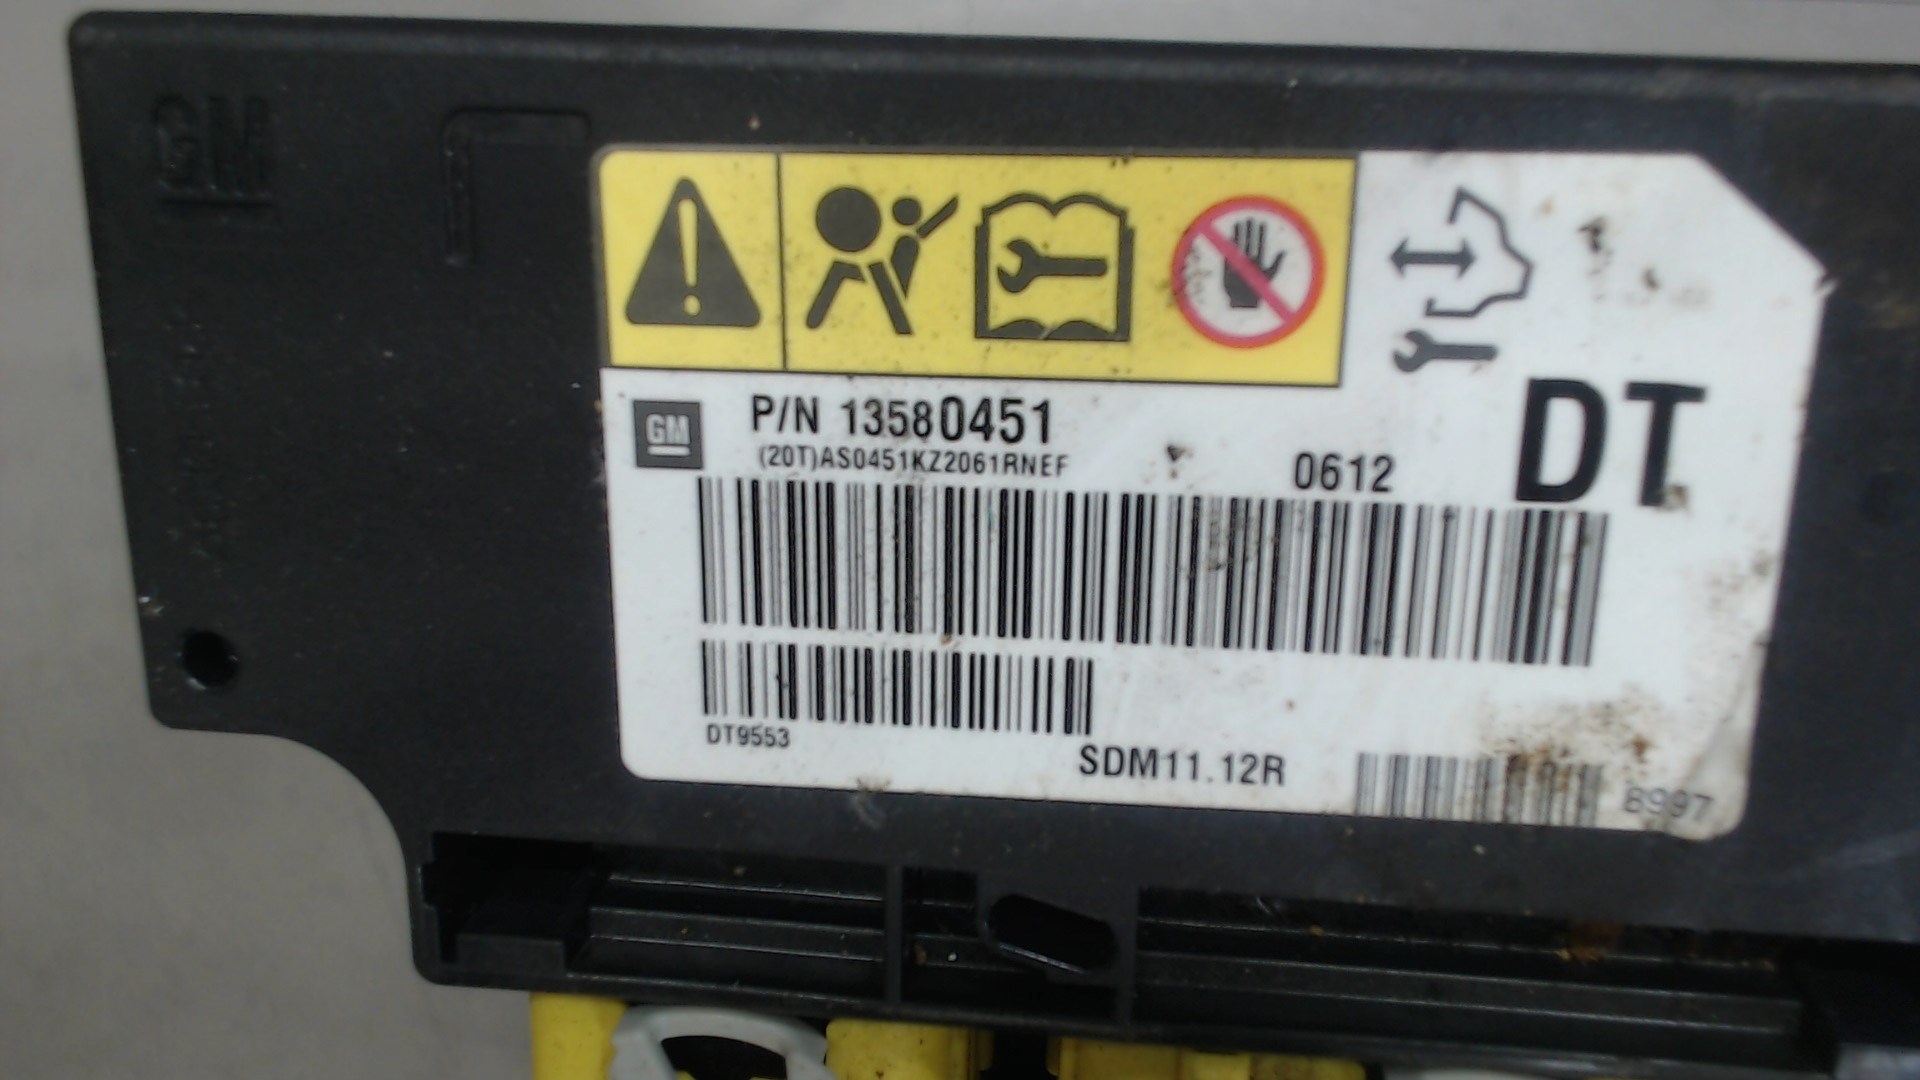 GM
GM
P/N 13580451
(20T)AS0451KZ2061RNEF
0612
DT
DT9553
SDM11.12R
8997